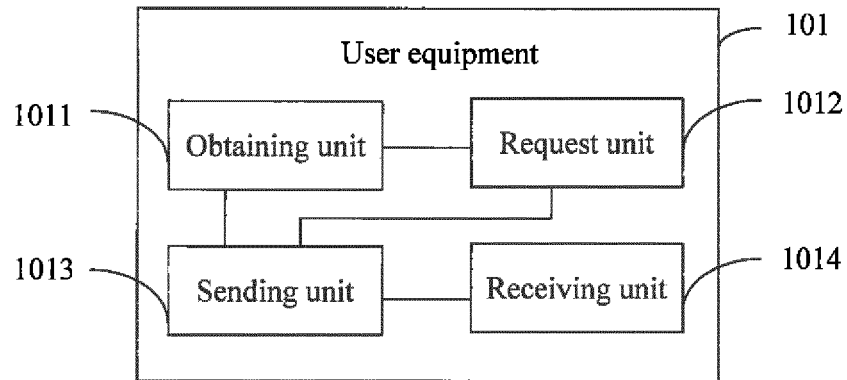 101
User equipment
1011
1012
Obtaining unit
Request unit
1013
1014
Sending unit
Receiving unit